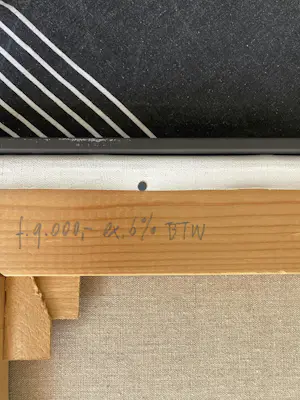 f. 9.000,- ex. 6% BTW